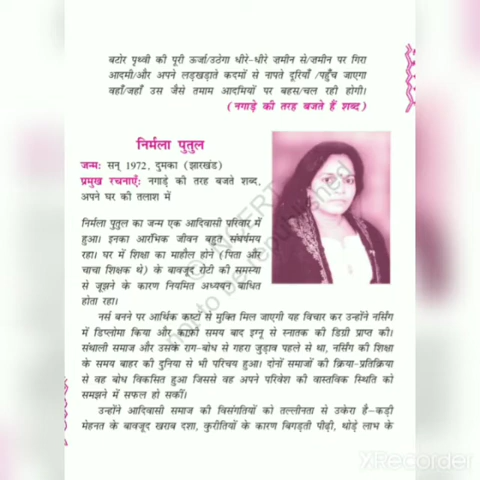 बटोर पृथ्वी की पूरी ऊर्जा/उठेगा धीरे-धीरे ज़मीन से/ज़मीन पर गिरा
आदमी/और अपने लड़खड़ाते कदमों से नापते दूरियाँ /पहुँच जाएगा
वहाँ/जहाँ उस जैसे तमाम आदमियों पर बहस/चल रही होगी।
(नगाड़े की तरह बजते हैं शब्द)
निर्मला पुतुल
जन्मः सन् 1972, दुमका (झारखंड)
प्रमुख रचनाएँः नगाड़े की तरह बजते शब्द,
अपने घर की तलाश में
निर्मला पुतुल का जन्म एक आदिवासी परिवार में
हुआ। इनका आरंभिक जीवन बहुत संघर्षमय
रहा। घर में शिक्षा का माहौल होने (पिता और
चाचा शिक्षक थे) के बावजूद रोटी की समस्या
से जूझने के कारण नियमित अध्ययन बाधित
होता रहा।
नर्स बनने पर आर्थिक कष्टों से मुक्ति मिल जाएगी यह विचार कर उन्होंने नर्सिंग
में डिप्लोमा किया और काफ़ी समय बाद इग्नू से स्नातक की डिग्री प्राप्त की।
संथाली समाज और उसके राग-बोध से गहरा जुड़ाव पहले से था, नर्सिंग की शिक्षा
के समय बाहर की दुनिया से भी परिचय हुआ। दोनों समाजों की क्रिया-प्रतिक्रिया
से वह बोध विकसित हुआ जिससे वह अपने परिवेश की वास्तविक स्थिति को
समझने में सफल हो सकीं।
उन्होंने आदिवासी समाज की विसंगतियों को तल्लीनता से उकेरा है–कड़ी
मेहनत के बावजूद खराब दशा, कुरीतियों के कारण बिगड़ती पीढ़ी, थोड़े लाभ के
© NCERT
not to be republished
XRecorder